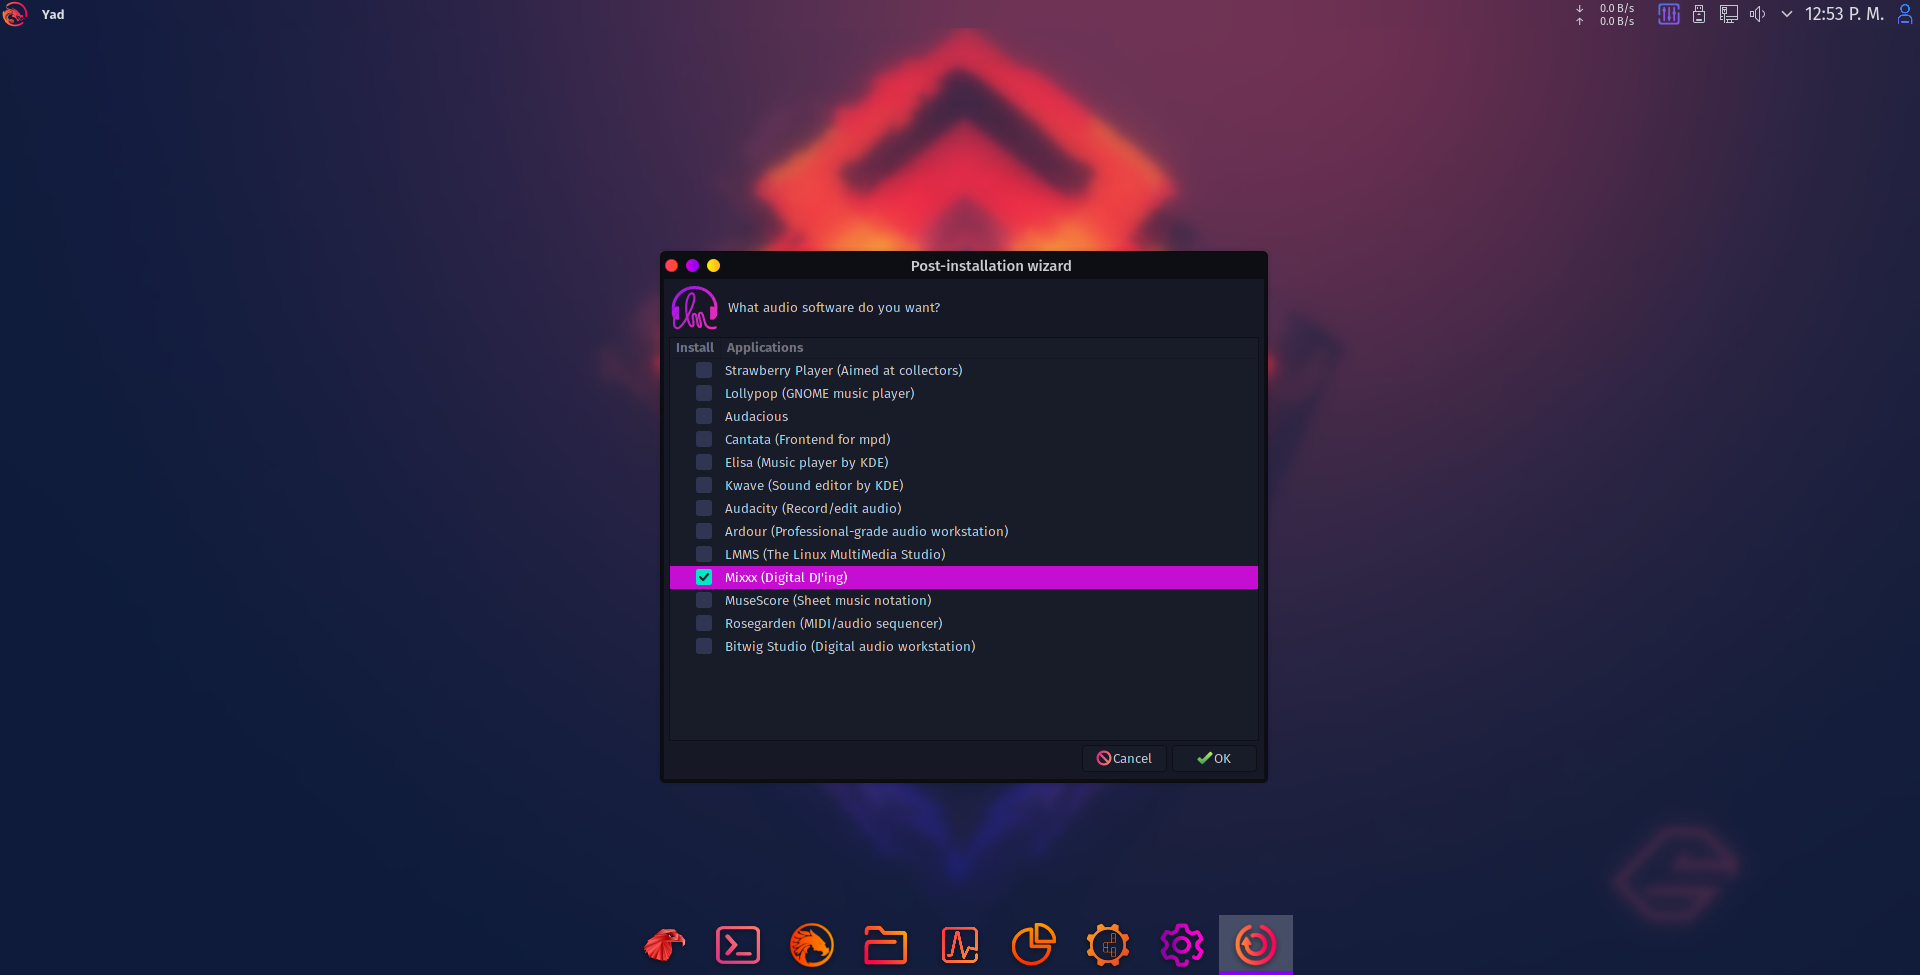 Yad
0.0 B/s
0.0 B/s
12:53 P. M.
Post-installation wizard
What audio software do you want?
Install Applications
Strawberry Player (Aimed at collectors)
Lollypop (GNOME music player)
Audacious
Cantata (Frontend for mpd)
Elisa (Music player by KDE)
Kwave (Sound editor by KDE)
Audacity (Record/edit audio)
Ardour (Professional-grade audio workstation)
LMMS (The Linux MultiMedia Studio)
Mixxx (Digital DJ'ing)
MuseScore (Sheet music notation)
Rosegarden (MIDI/audio sequencer)
Bitwig Studio (Digital audio workstation)
Cancel OK